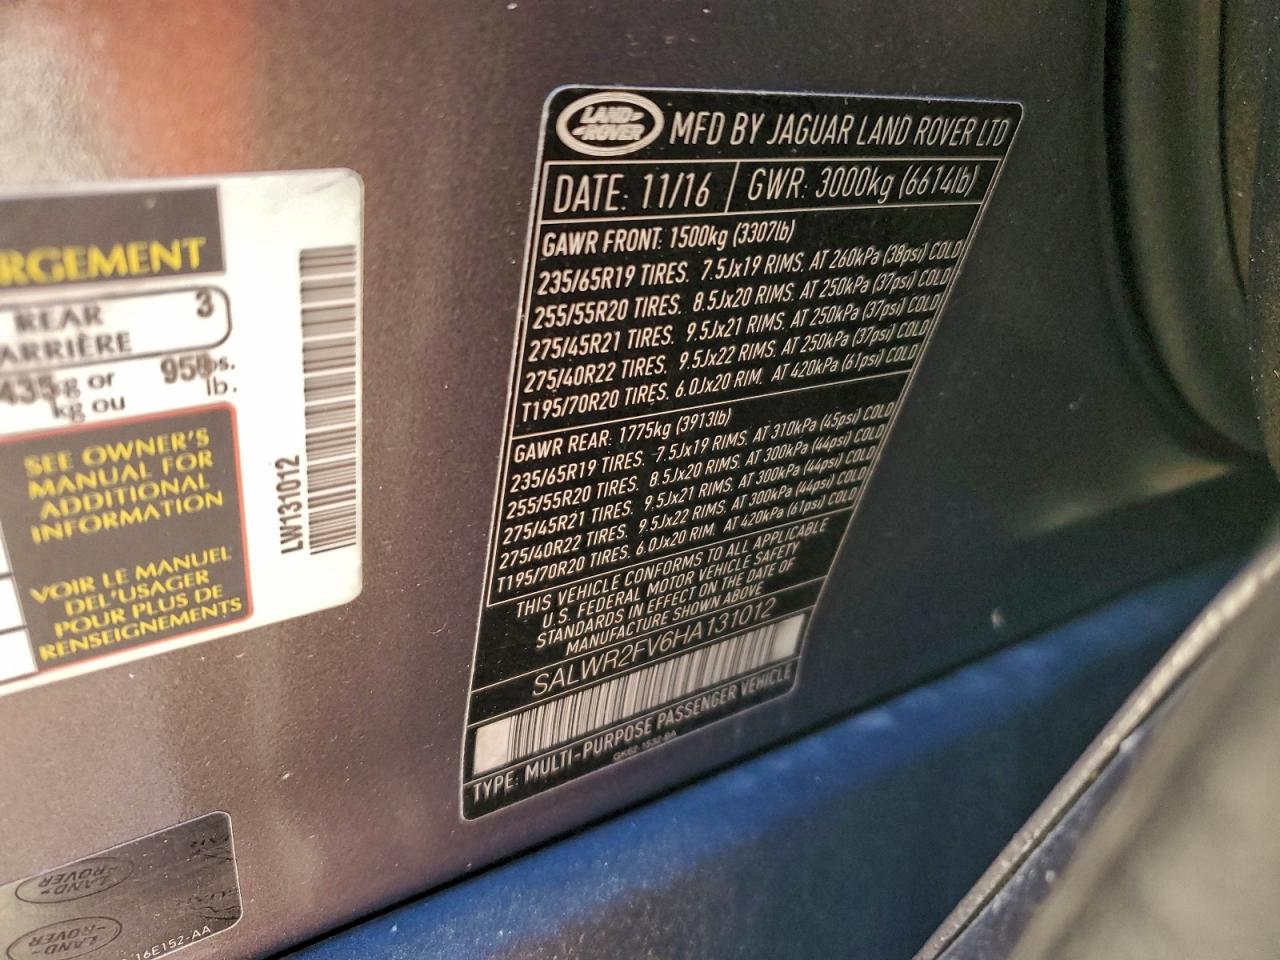 RGEMENT
REAR 3
ARRIÈRE
435kg or 950 lbs.
kg ou lb.
SEE OWNER'S
MANUAL FOR
ADDITIONAL
INFORMATION
VOIR LE MANUEL
DEL'USAGER
POUR PLUS DE
RENSEIGNEMENTS
LW131012
LAND ROVER
MFD BY JAGUAR LAND ROVER LTD
DATE: 11/16 GWR: 3000kg (6614lb)
GAWR FRONT: 1500kg (3307lb)
235/65R19 TIRES. 7.5Jx19 RIMS. AT 260kPa (38psi) COLD
255/55R20 TIRES. 8.5Jx20 RIMS. AT 250kPa (37psi) COLD
275/45R21 TIRES. 9.5Jx21 RIMS. AT 250kPa (37psi) COLD
275/40R22 TIRES. 9.5Jx22 RIMS. AT 250kPa (37psi) COLD
T195/70R20 TIRES. 6.0Jx20 RIM. AT 420kPa (61psi) COLD
GAWR REAR: 1775kg (3913lb)
235/65R19 TIRES. 7.5Jx19 RIMS. AT 310kPa (45psi) COLD
255/55R20 TIRES. 8.5Jx20 RIMS. AT 300kPa (44psi) COLD
275/45R21 TIRES. 9.5Jx21 RIMS. AT 300kPa (44psi) COLD
275/40R22 TIRES. 9.5Jx22 RIMS. AT 300kPa (44psi) COLD
T195/70R20 TIRES. 6.0Jx20 RIM. AT 420kPa (61psi) COLD
THIS VEHICLE CONFORMS TO ALL APPLICABLE
U.S. FEDERAL MOTOR VEHICLE SAFETY
STANDARDS IN EFFECT ON THE DATE OF
MANUFACTURE SHOWN ABOVE
SALWR2FV6HA131012
TYPE: MULTI-PURPOSE PASSENGER VEHICLE
GK62-1532-BA
LAND ROVER
LAND ROVER
16E152-AA